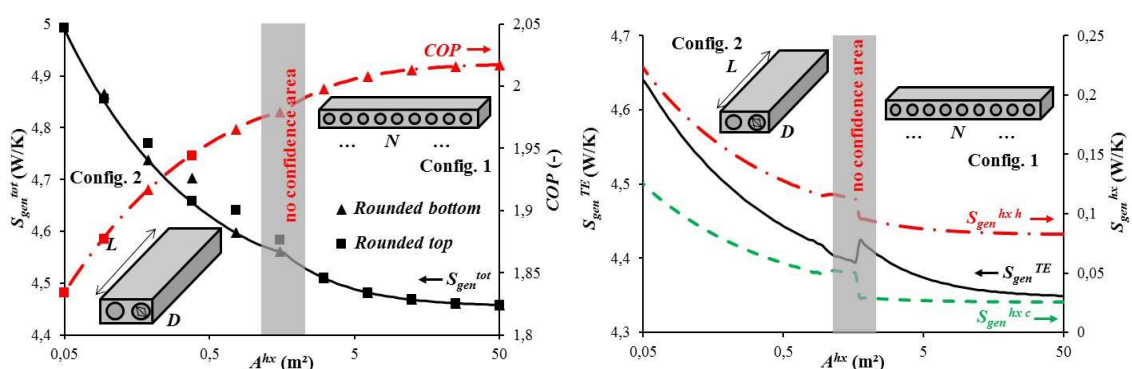 5
4,9
4,8
4,7
4,6
4,5
4,4
S_gen^tot (W/K)
2,05
2
1,95
1,9
1,85
1,8
COP (-)
0,05
0,5
5
50
A^hx (m²)
COP
no confidence area
... N ...
Config. 1
Config. 2
L
D
Rounded bottom
Rounded top
S_gen^tot
4,7
4,6
4,5
4,4
4,3
S_gen^TE (W/K)
0,25
0,2
0,15
0,1
0,05
0
S_gen^hx (W/K)
0,05
0,5
5
50
A^hx (m²)
Config. 2
L
D
no confidence area
... N ...
Config. 1
S_gen^hx h
S_gen^TE
S_gen^hx c